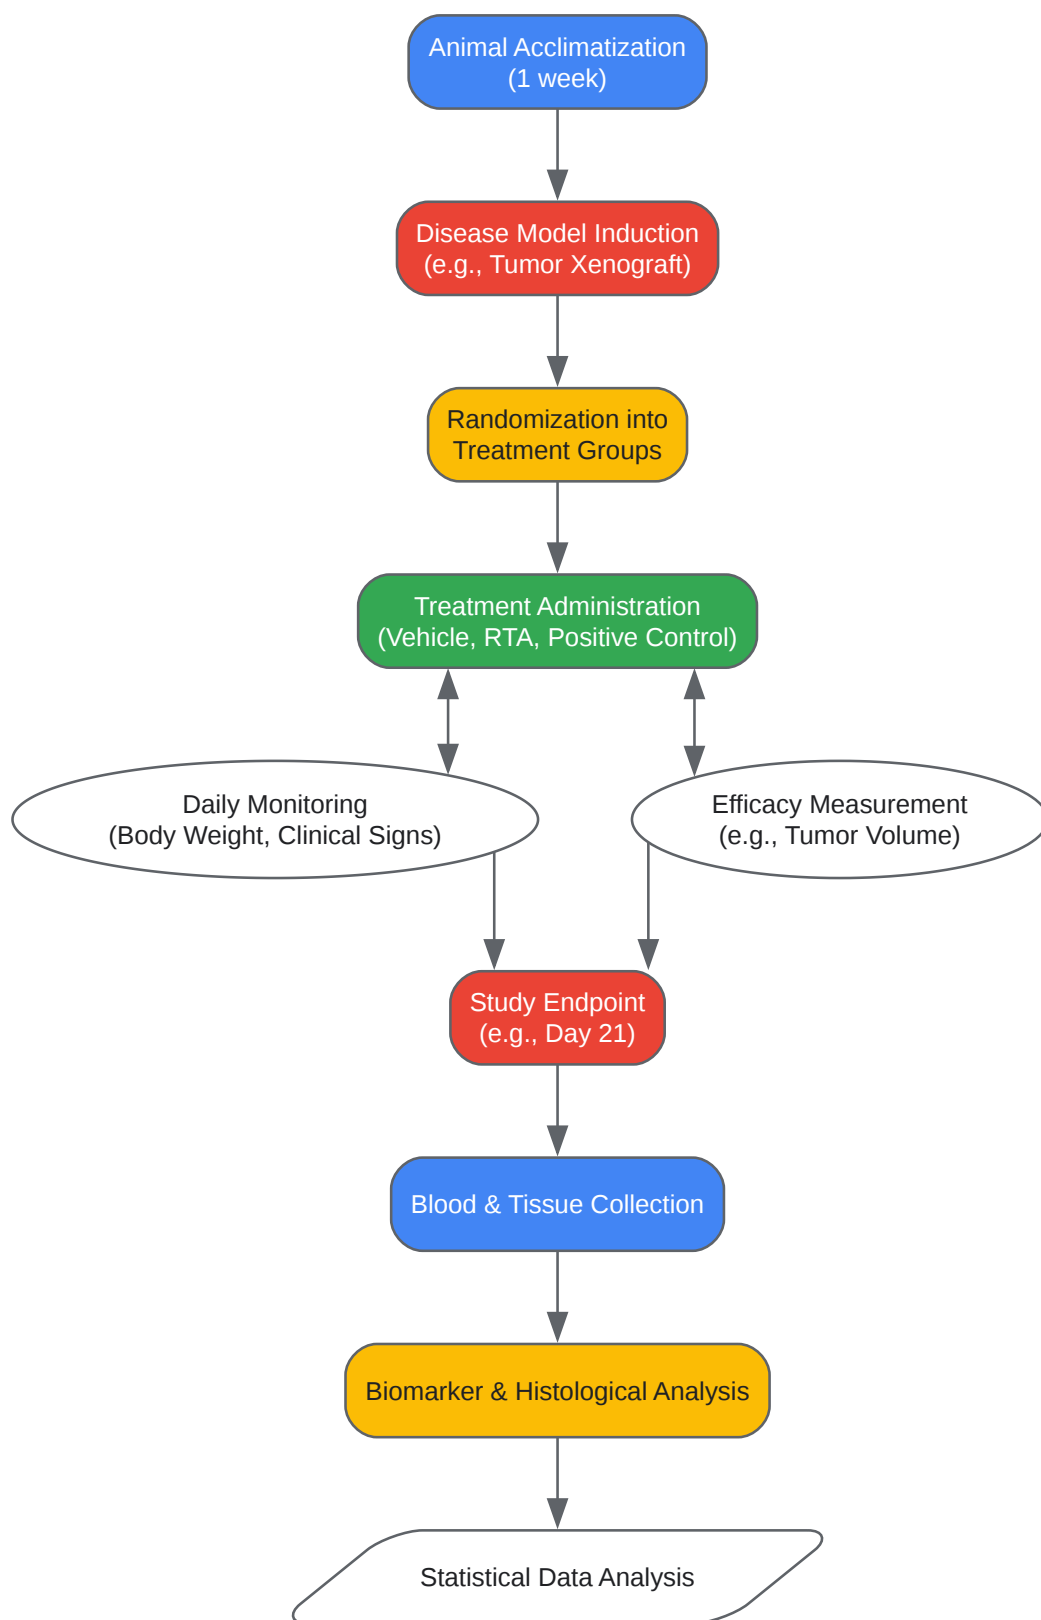 Animal Acclimatization
(1 week)
Disease Model Induction
(e.g., Tumor Xenograft)
Randomization into
Treatment Groups
Treatment Administration
(Vehicle, RTA, Positive Control)
Daily Monitoring
(Body Weight, Clinical Signs)
Efficacy Measurement
(e.g., Tumor Volume)
Study Endpoint
(e.g., Day 21)
Blood & Tissue Collection
Biomarker & Histological Analysis
Statistical Data Analysis